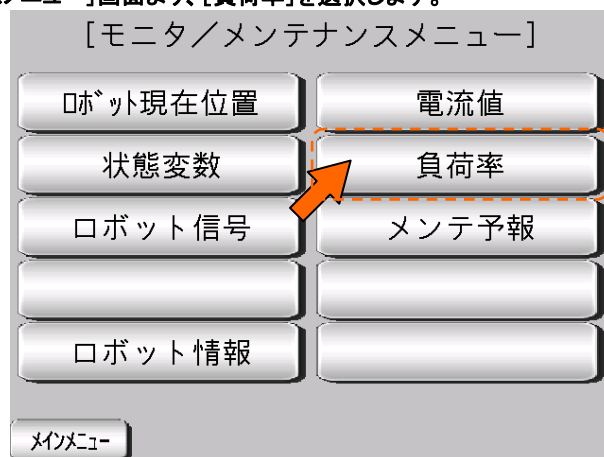 メニュー]画面より、[負荷率]を選択します。
[モニタ／メンテナンスメニュー]
ﾛﾎﾞｯﾄ現在位置 電流値
状態変数 負荷率
ロボット信号 メンテ予報
ロボット情報
ﾒｲﾝﾒﾆｭｰ